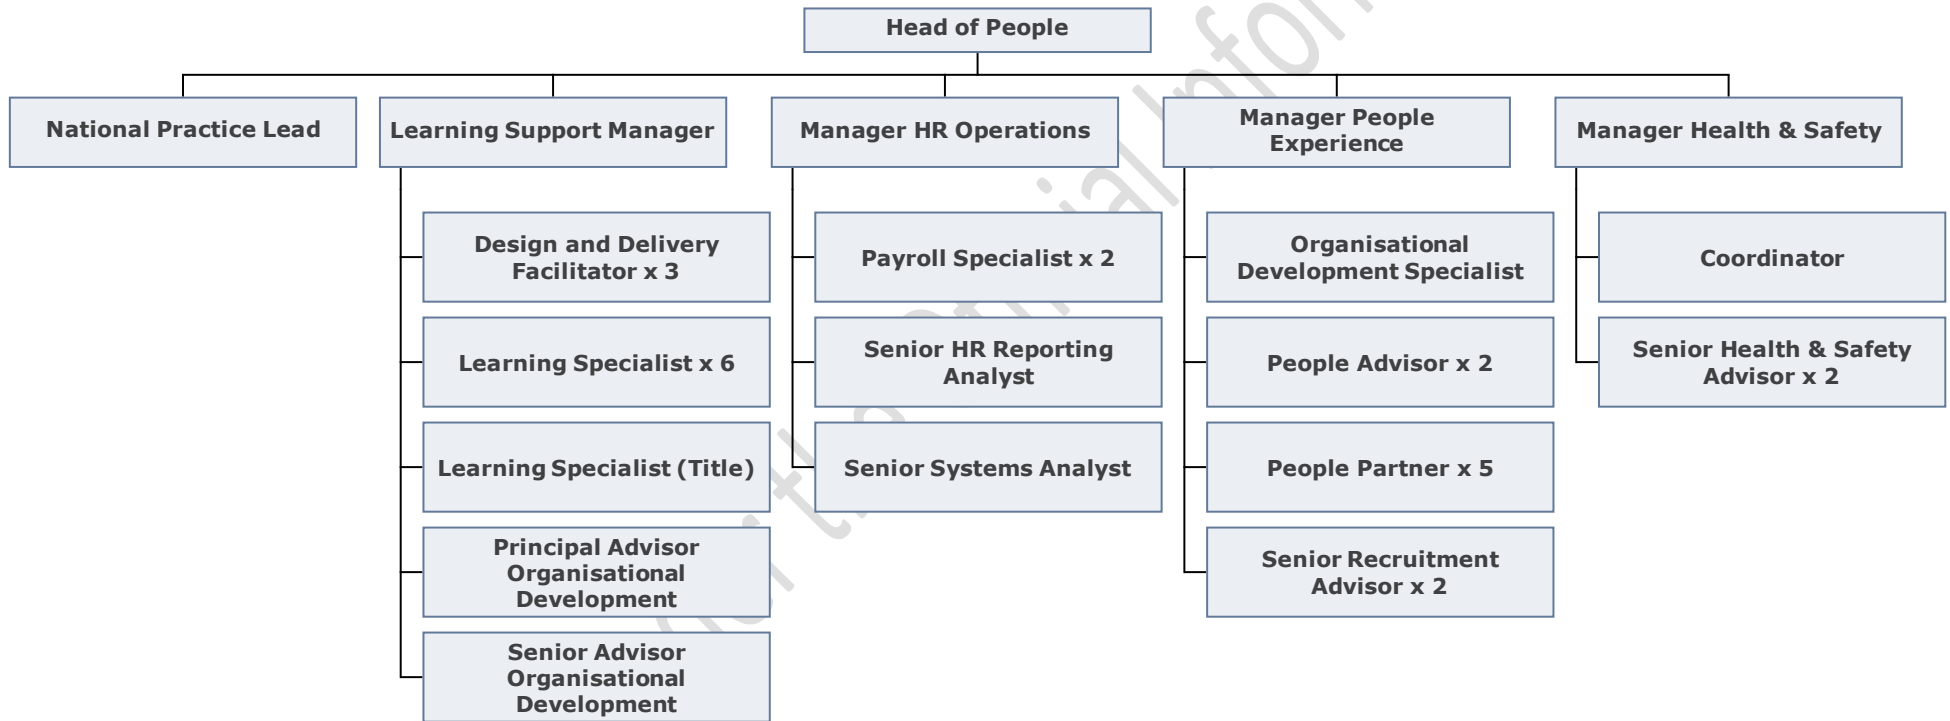 Head of People
National Practice Lead
Learning Support Manager
Manager HR Operations
Manager People
Experience
Manager Health & Safety
Design and Delivery
Facilitator x 3
Learning Specialist x 6
Learning Specialist (Title)
Principal Advisor
Organisational
Development
Senior Advisor
Organisational
Development
Payroll Specialist x 2
Senior HR Reporting
Analyst
Senior Systems Analyst
Organisational
Development Specialist
People Advisor x 2
People Partner x 5
Senior Recruitment
Advisor x 2
Coordinator
Senior Health & Safety
Advisor x 2